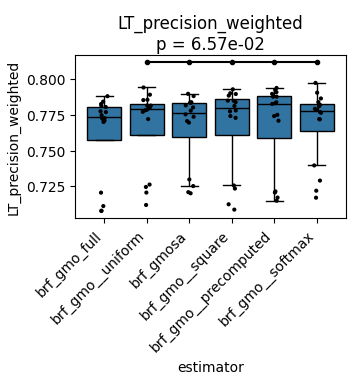 LT_precision_weighted
p = 6.57e-02
LT_precision_weighted
0.800
0.775
0.750
0.725
brf_gmo_full
brf_gmo__uniform
brf_gmosa
brf_gmo__square
brf_gmo__precomputed
brf_gmo__softmax
estimator